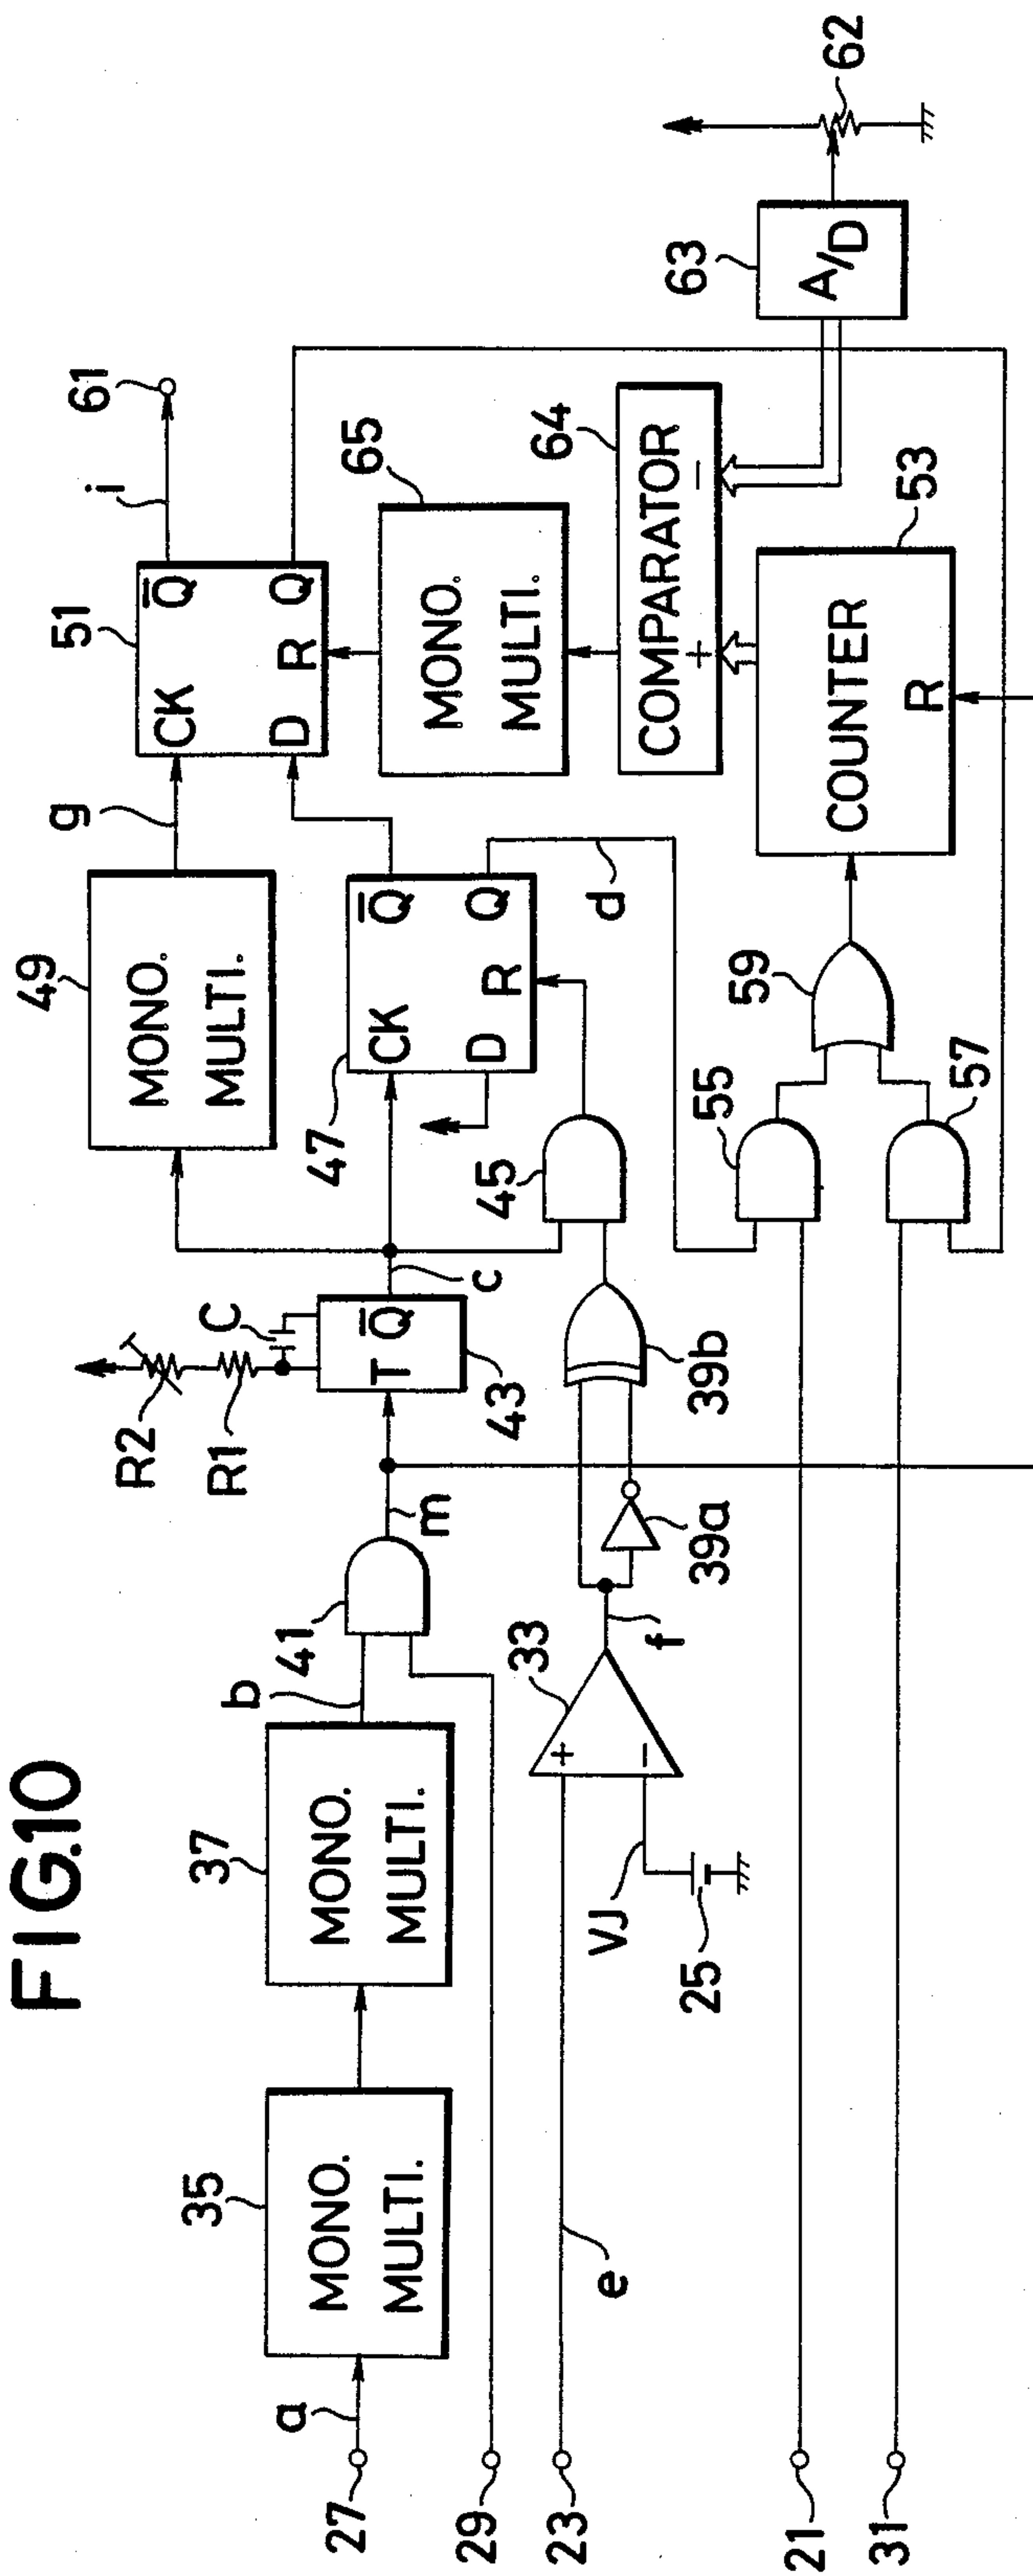 FIG.10
27
a
35
MONO.
MULTI.
37
MONO.
MULTI.
b
41
m
R2
R1
C
T
Q̅
43
c
49
MONO.
MULTI.
g
47
CK
D
R
Q̅
Q
d
51
CK
D
R
Q̅
Q
i
61
65
MONO.
MULTI.
64
COMPARATOR
+
−
63
A/D
62
29
23
e
33
+
−
VJ
25
f
39a
39b
45
21
31
55
57
59
COUNTER
R
53